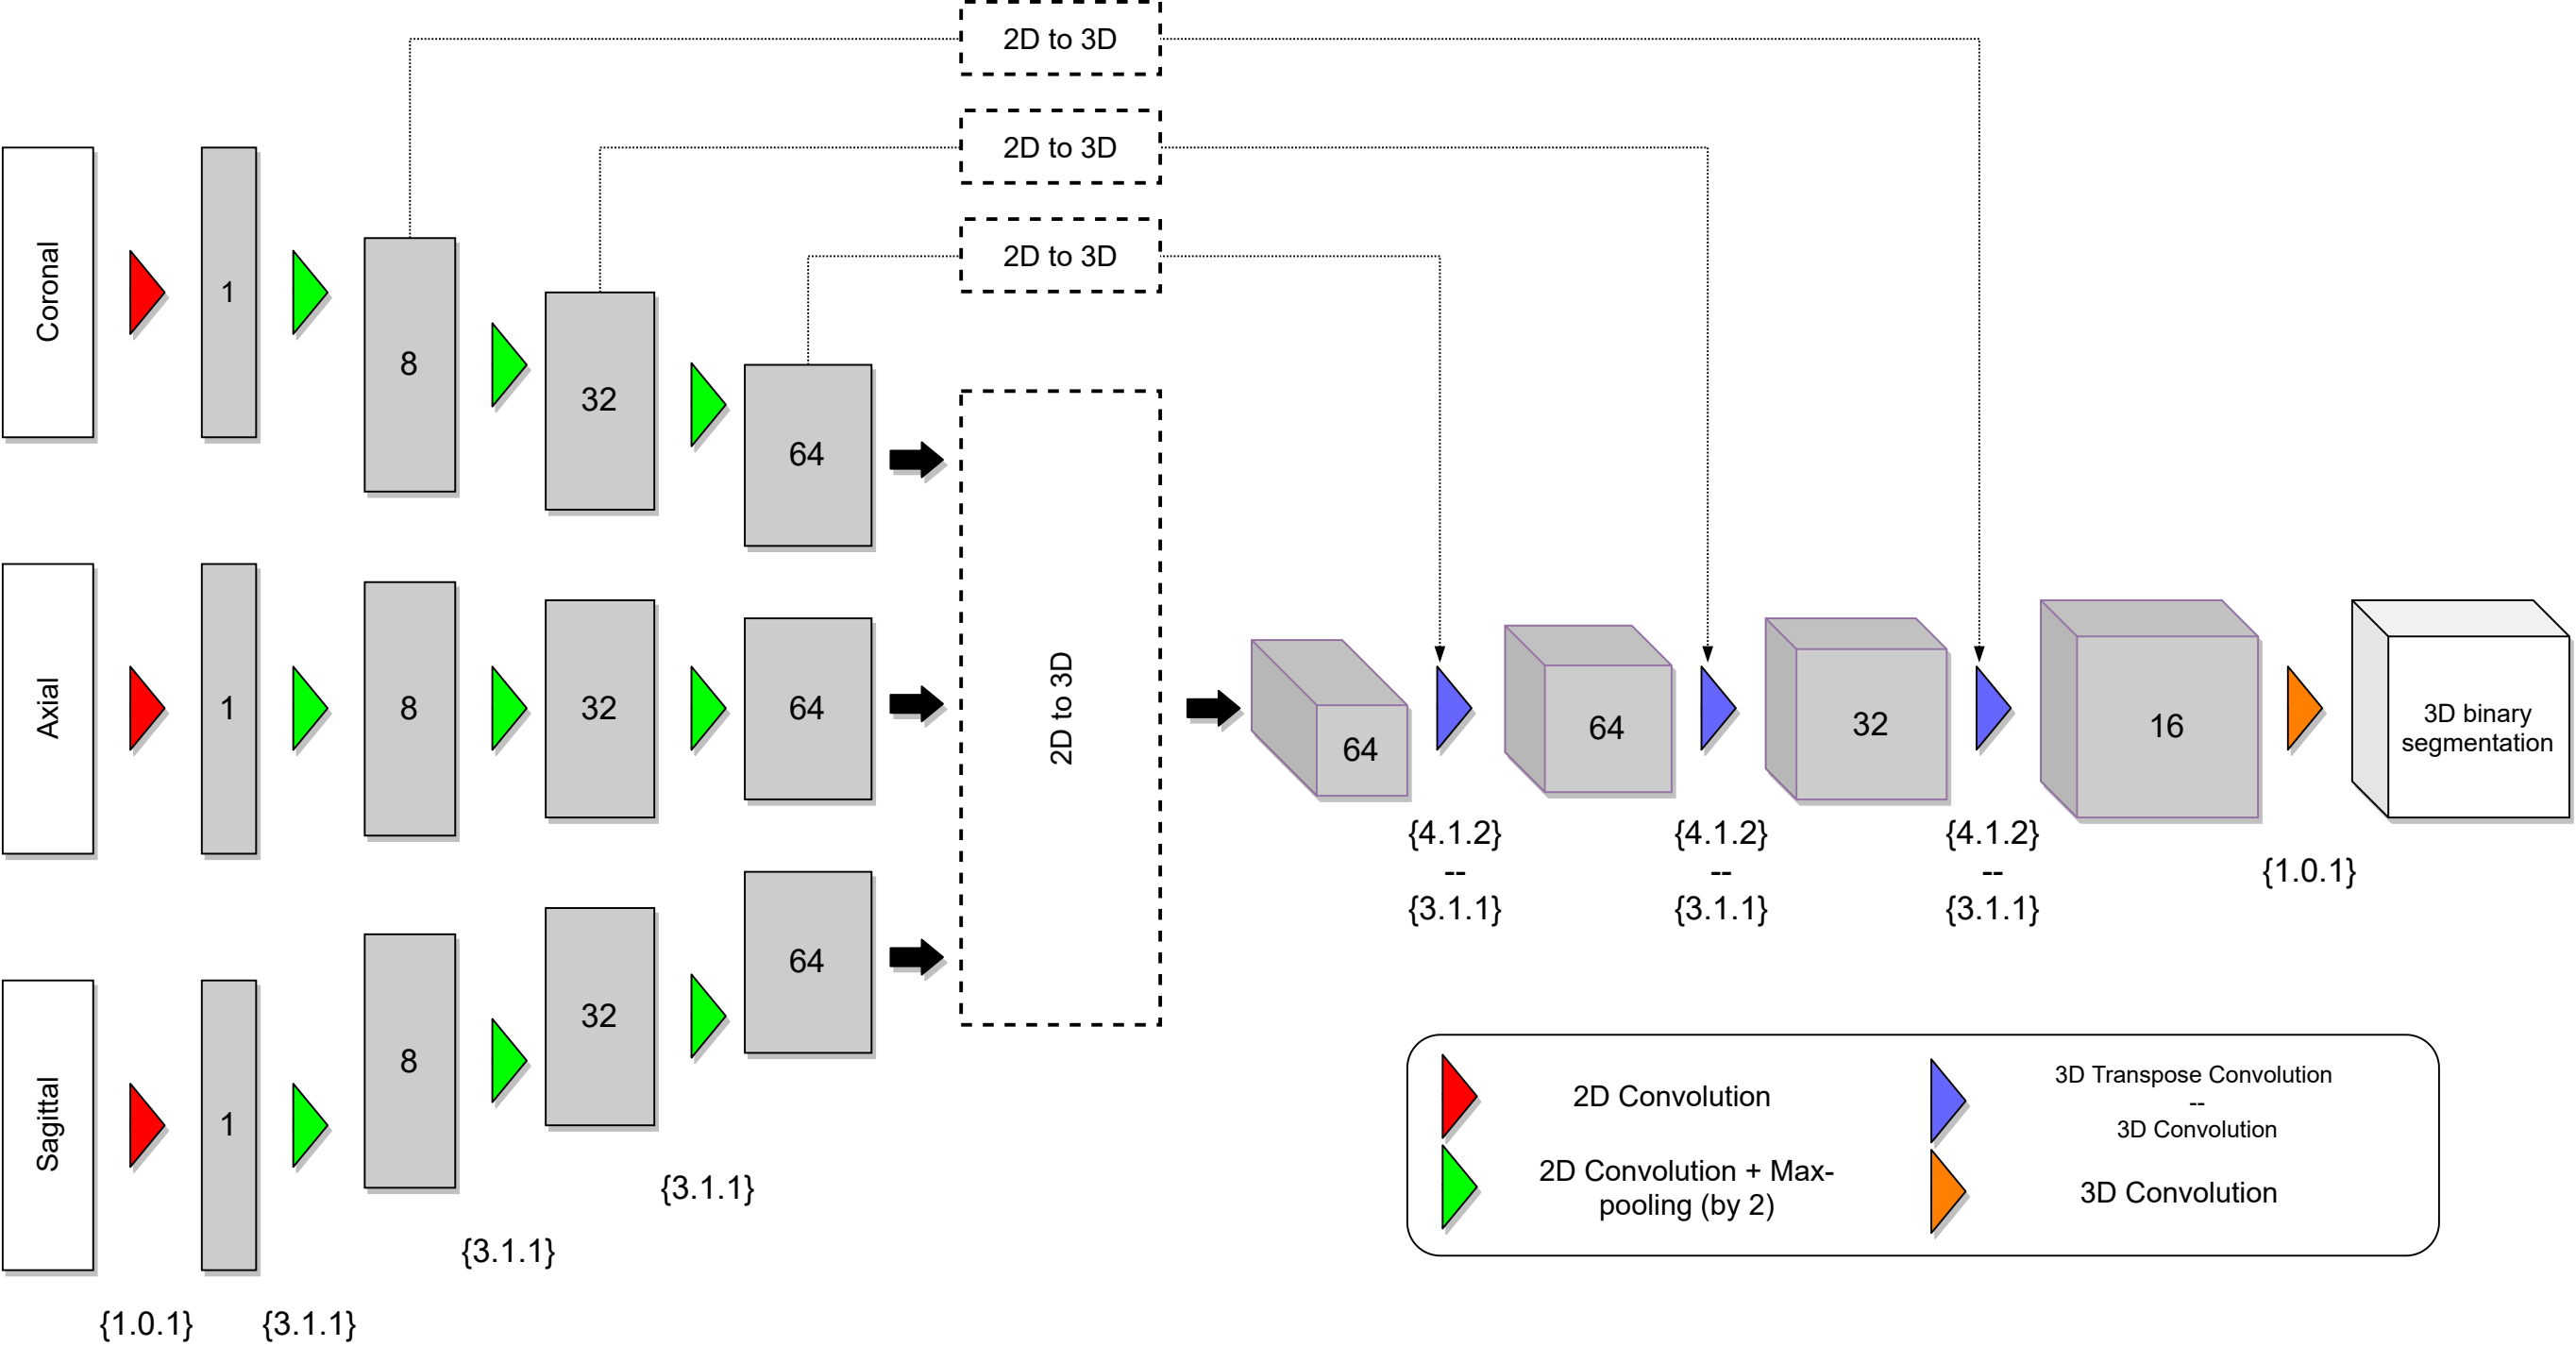 2D to 3D
2D to 3D
2D to 3D
Coronal
1
8
32
64
Axial
1
8
32
64
Sagittal
1
8
32
64
{1.0.1}
{3.1.1}
{3.1.1}
{3.1.1}
2D to 3D
64
64
32
16
3D binary
segmentation
{4.1.2}
--
{3.1.1}
{4.1.2}
--
{3.1.1}
{4.1.2}
--
{3.1.1}
{1.0.1}
2D Convolution
2D Convolution + Max-
pooling (by 2)
3D Transpose Convolution
--
3D Convolution
3D Convolution